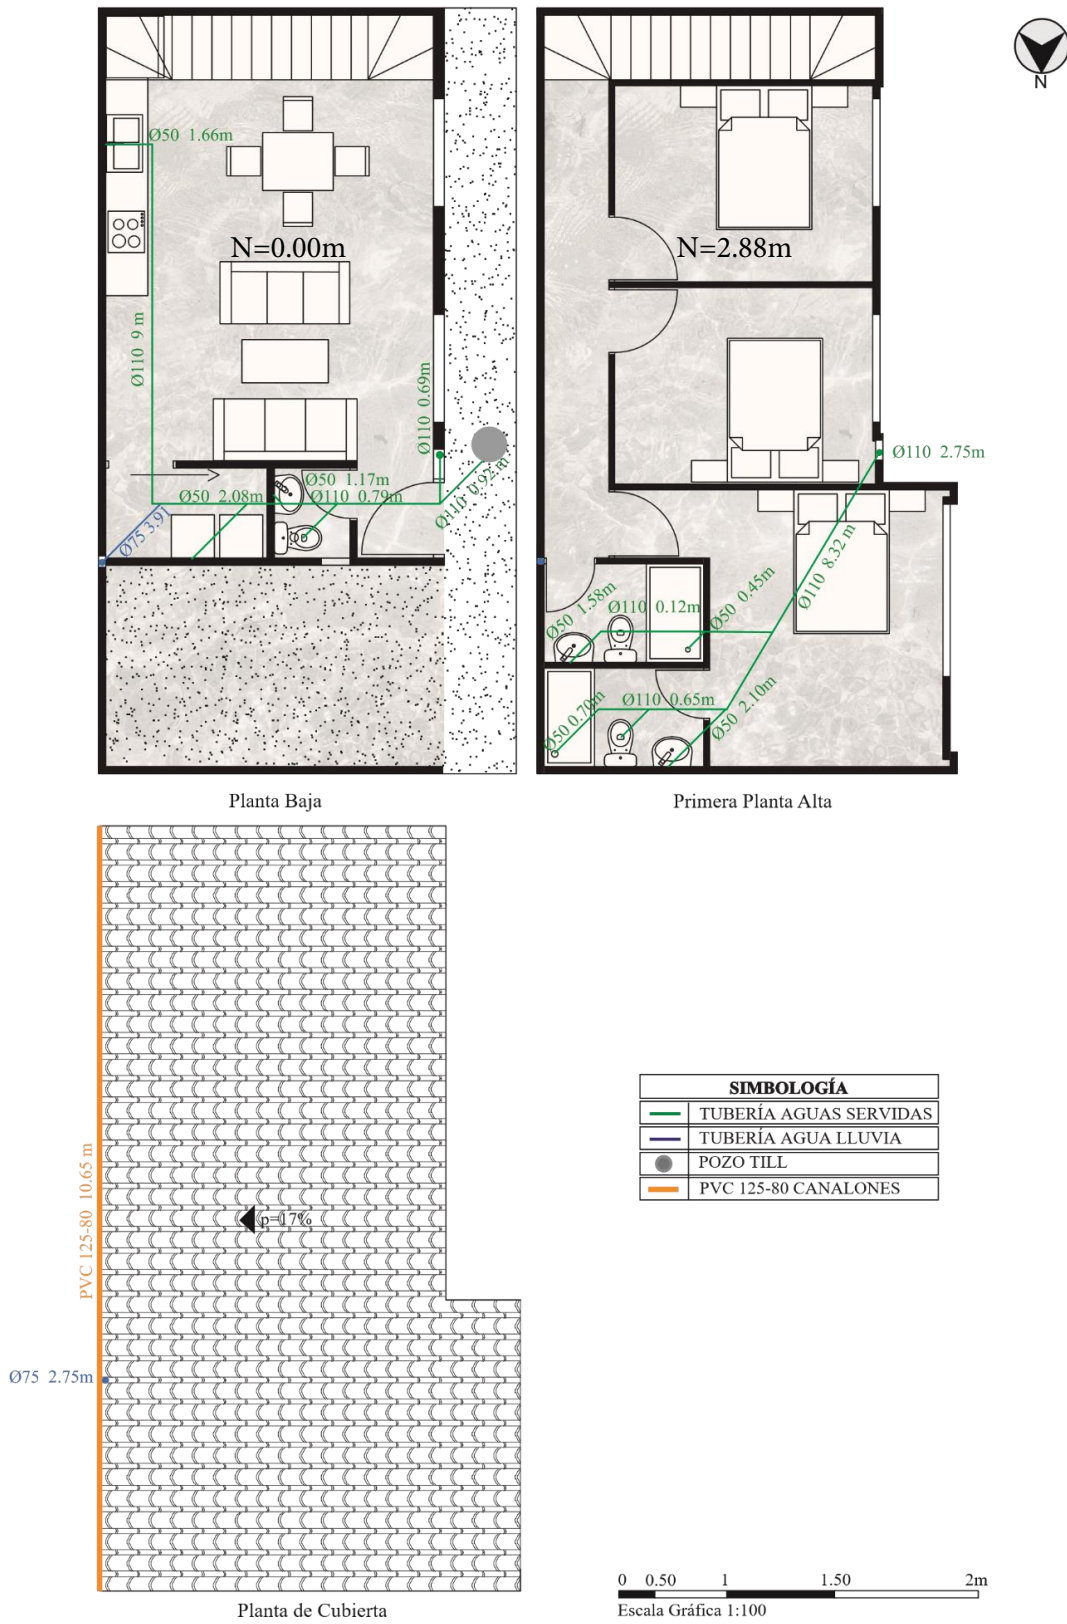 N
Ø50 1.66m
N=0.00m
Ø110 9 m
Ø110 0.69m
Ø50 1.17m
Ø50 2.08m
Ø110 0.79m
Ø110 0.92 m
Ø75 3.91
N=2.88m
Ø110 2.75m
Ø110 8.32 m
Ø50 1.58m
Ø110 0.12m
Ø50 0.45m
Ø50 0.70m
Ø110 0.65m
Ø50 2.10m
Planta Baja
Primera Planta Alta
PVC 125-80 10.65 m
p=17%
Ø75 2.75m
SIMBOLOGÍA
TUBERÍA AGUAS SERVIDAS
TUBERÍA AGUA LLUVIA
POZO TILL
PVC 125-80 CANALONES
0 0.50 1 1.50 2m
Escala Gráfica 1:100
Planta de Cubierta